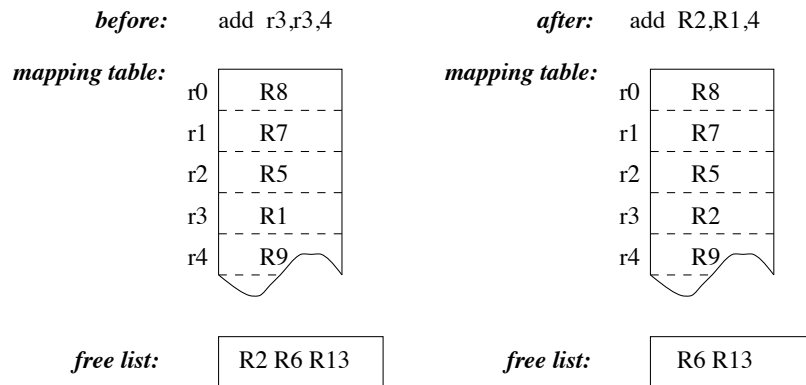 before: add r3,r3,4
mapping table:
r0 R8
r1 R7
r2 R5
r3 R1
r4 R9
free list: R2 R6 R13
after: add R2,R1,4
mapping table:
r0 R8
r1 R7
r2 R5
r3 R2
r4 R9
free list: R6 R13